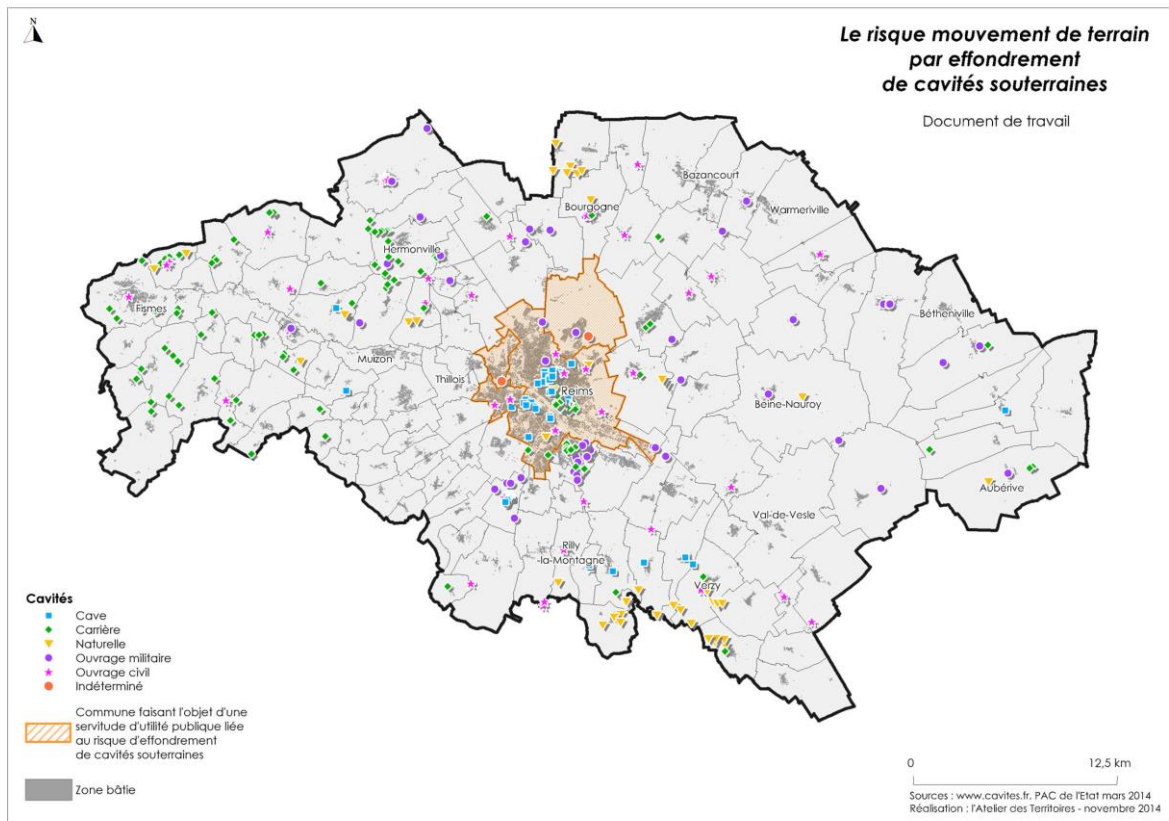 N
Le risque mouvement de terrain
par effondrement
de cavités souterraines
Document de travail
Bazancourt
Warmeriville
Bourgogne
Hermonville
Fismes
Bétheniville
Muizon
Thillois
Reims
Beine-Nauroy
Aubérive
Val-de-Vesle
Rilly
-la-Montagne
Verzy
Cavités
Cave
Carrière
Naturelle
Ouvrage militaire
Ouvrage civil
Indéterminé
Commune faisant l'objet d'une
servitude d'utilité publique liée
au risque d'effondrement
de cavités souterraines
Zone bâtie
0 12,5 km
Sources : www.cavites.fr, PAC de l'Etat mars 2014
Réalisation : l'Atelier des Territoires - novembre 2014